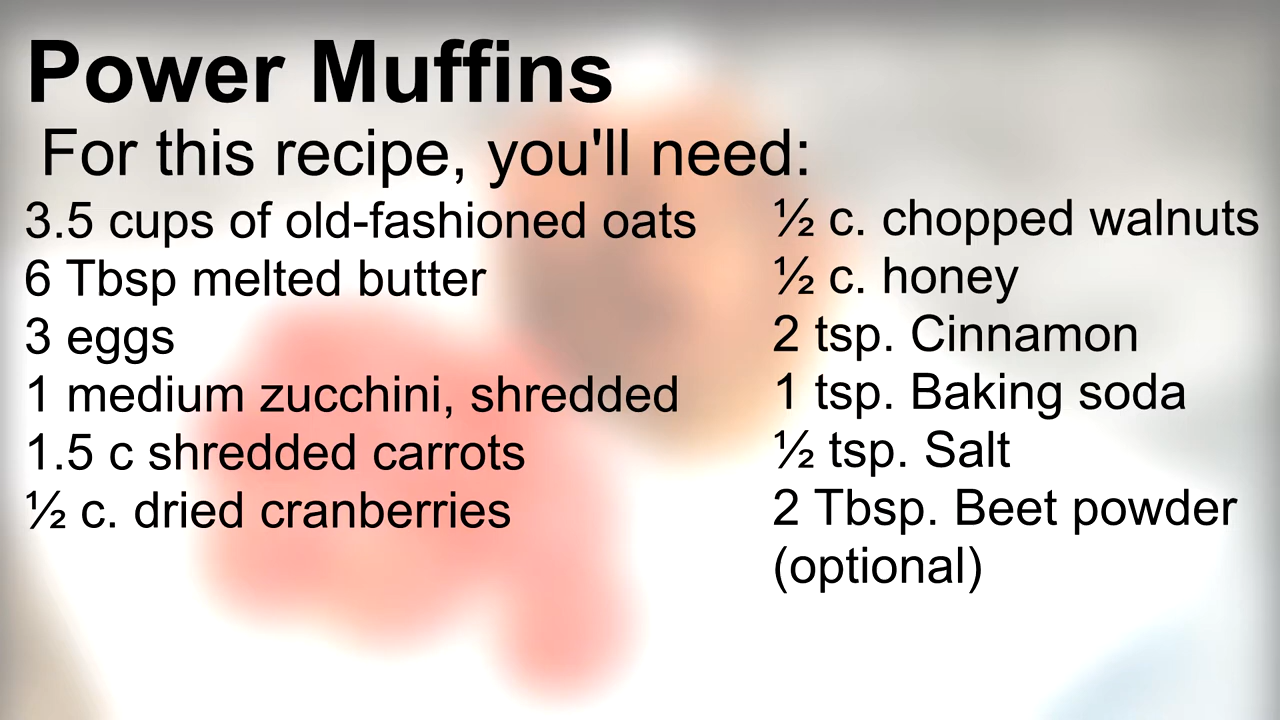 Power Muffins
For this recipe, you'll need:
3.5 cups of old-fashioned oats
6 Tbsp melted butter
3 eggs
1 medium zucchini, shredded
1.5 c shredded carrots
½ c. dried cranberries
½ c. chopped walnuts
½ c. honey
2 tsp. Cinnamon
1 tsp. Baking soda
½ tsp. Salt
2 Tbsp. Beet powder
(optional)